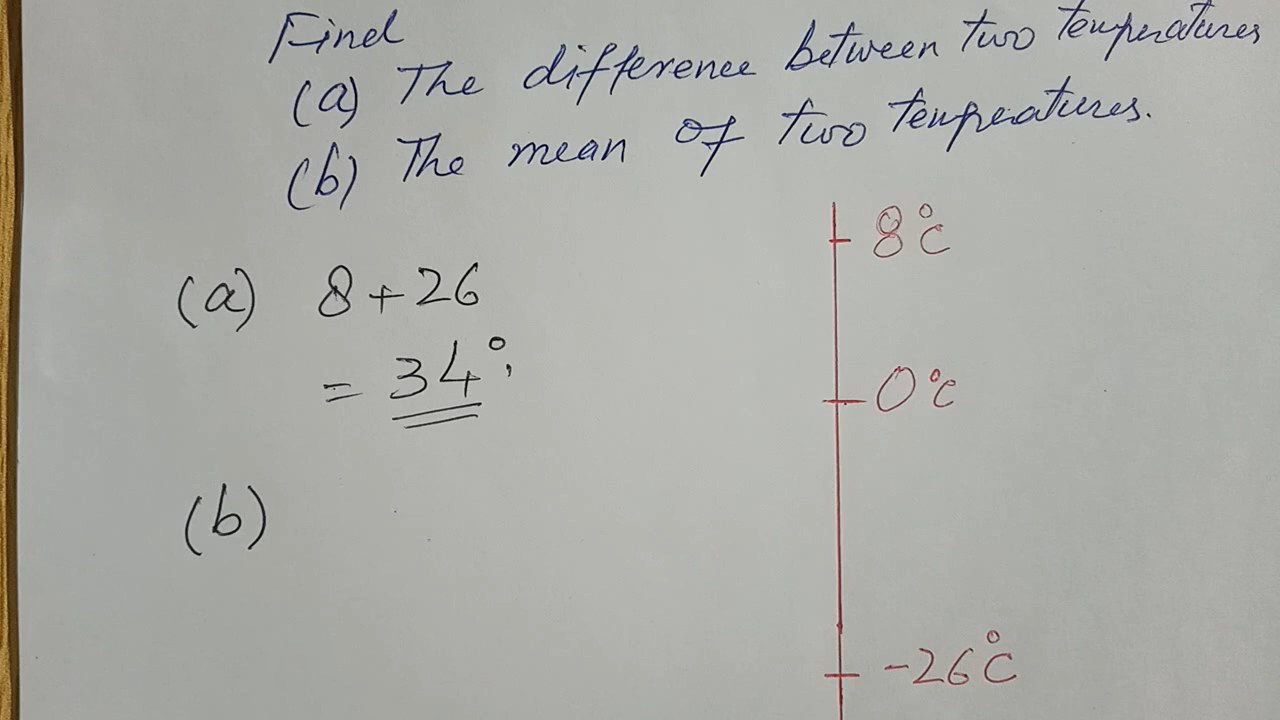 Find
(a) The difference between two temperatures
(b) The mean of two temperatures.
8°C
(a) 8+26
= 34°
0°C
(b)
-26°C